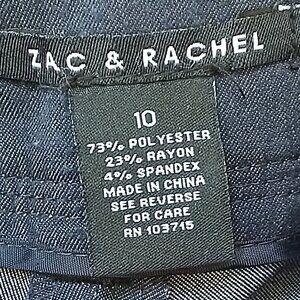 ZAC & RACHEL
10
73% POLYESTER
23% RAYON
4% SPANDEX
MADE IN CHINA
SEE REVERSE
FOR CARE
RN 103715